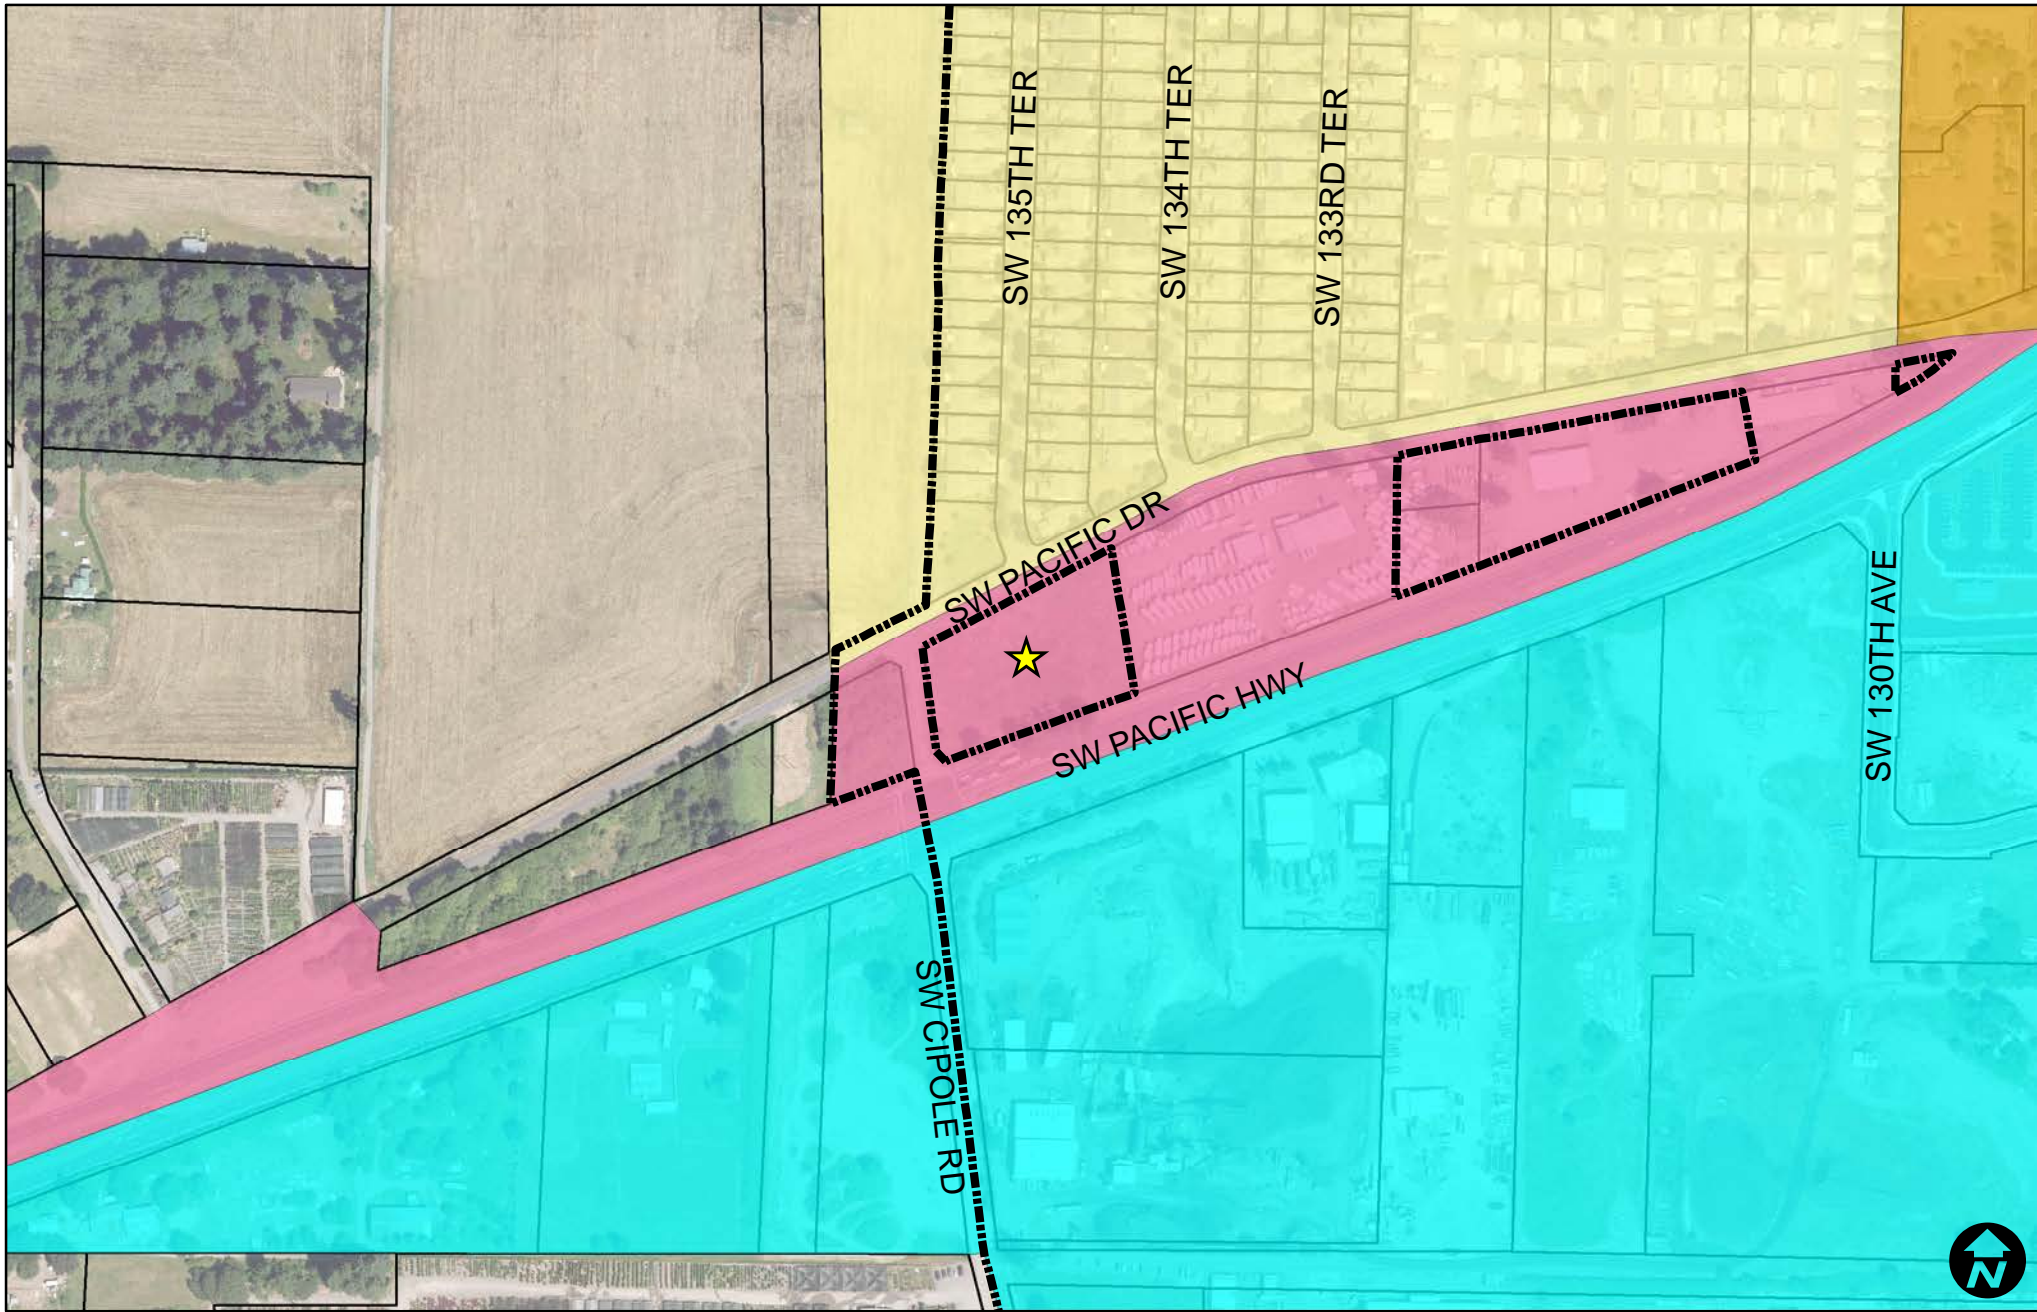 SW 135TH TER
SW 134TH TER
SW 133RD TER
SW PACIFIC DR
SW PACIFIC HWY
SW 130TH AVE
SW CIPOLE RD
N